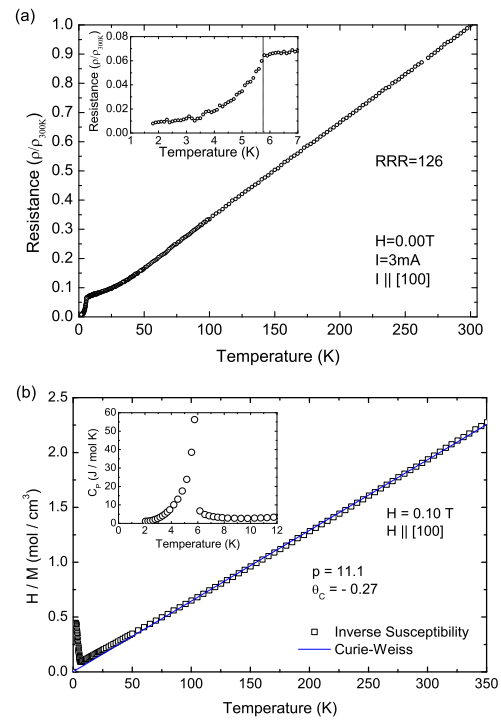 (a)
Resistance (ρ/ρ300K)
1.0
0.9
0.8
0.7
0.6
0.5
0.4
0.3
0.2
0.1
0.0
0 50 100 150 200 250 300
Temperature (K)
Resistance (ρ/ρ300K)
0.08
0.06
0.04
0.02
0.00
1 2 3 4 5 6 7
Temperature (K)
RRR=126
H=0.00T
I=3mA
I || [100]
(b)
H / M (mol / cm³)
2.5
2.0
1.5
1.0
0.5
0.0
0 50 100 150 200 250 300 350
Temperature (K)
CP (J / mol K)
60
50
40
30
20
10
0
0 2 4 6 8 10 12
Temperature (K)
H = 0.10 T
H || [100]
p = 11.1
θC = - 0.27
Inverse Susceptibility
Curie-Weiss